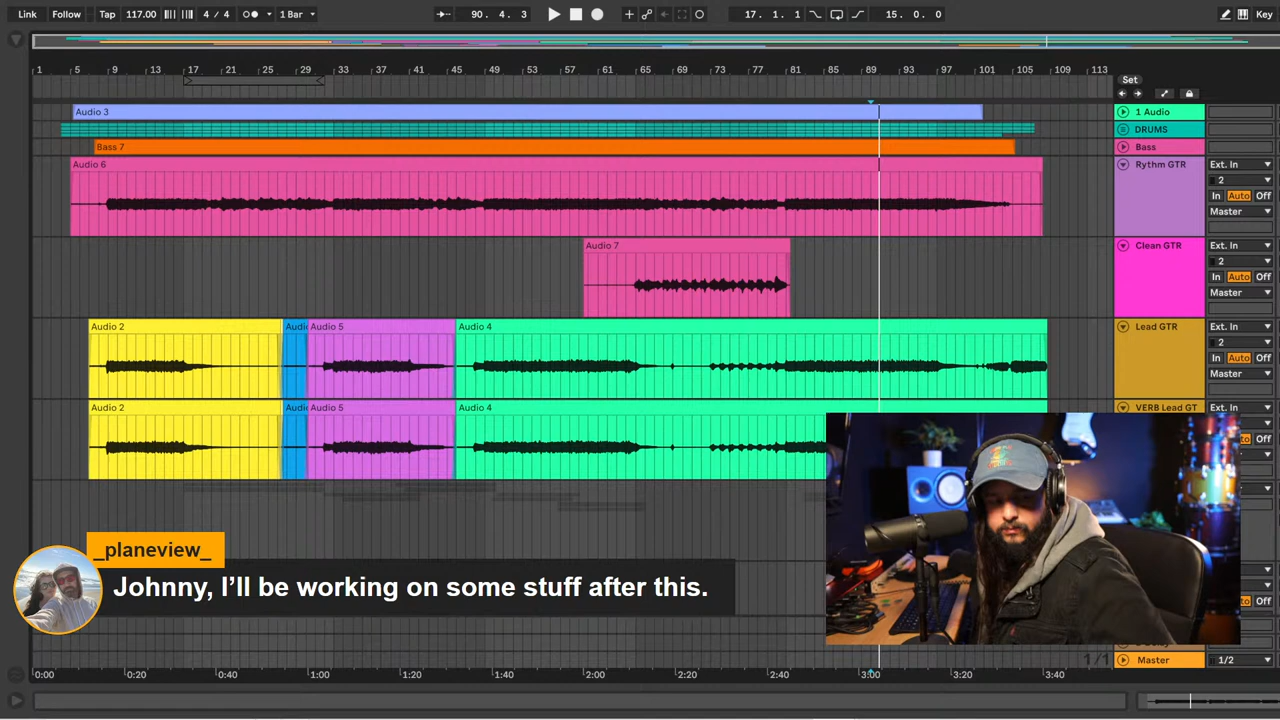 Link Follow Tap 117.00 4 / 4 1 Bar 90. 4. 3 17. 1. 1 15. 0. 0 Key
1 5 9 13 17 21 25 29 33 37 41 45 49 53 57 61 65 69 73 77 81 85 89 93 97 101 105 109 113
Set
Audio 3 1 Audio
DRUMS
Bass 7 Bass
Audio 6 Rythm GTR Ext. In
2
In Auto Off
Master
Audio 7 Clean GTR Ext. In
2
In Auto Off
Master
Audio 2 Audi Audio 5 Audio 4 Lead GTR Ext. In
2
In Auto Off
Master
Audio 2 Audi Audio 5 Audio 4 VERB Lead GT Ext. In
Off
_planeview_
Johnny, I'll be working on some stuff after this.
Off
1/1 Master 1/2
0:00 0:20 0:40 1:00 1:20 1:40 2:00 2:20 2:40 3:00 3:20 3:40